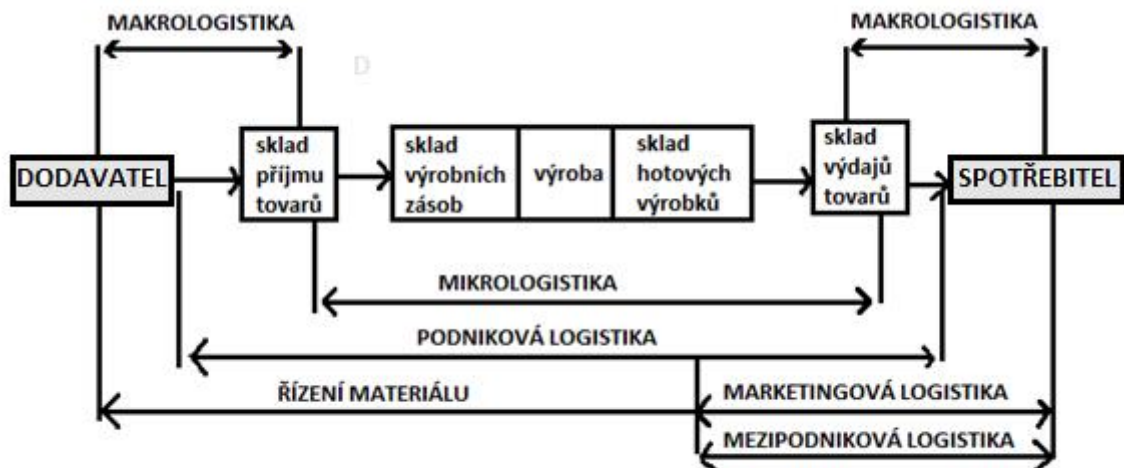 MAKROLOGISTIKA
MAKROLOGISTIKA
D
DODAVATEL
sklad
příjmu
tovarů
sklad
výrobních
zásob
výroba
sklad
hotových
výrobků
sklad
výdajů
tovarů
SPOTŘEBITEL
MIKROLOGISTIKA
PODNIKOVÁ LOGISTIKA
ŘÍZENÍ MATERIÁLU
MARKETINGOVÁ LOGISTIKA
MEZIPODNIKOVÁ LOGISTIKA